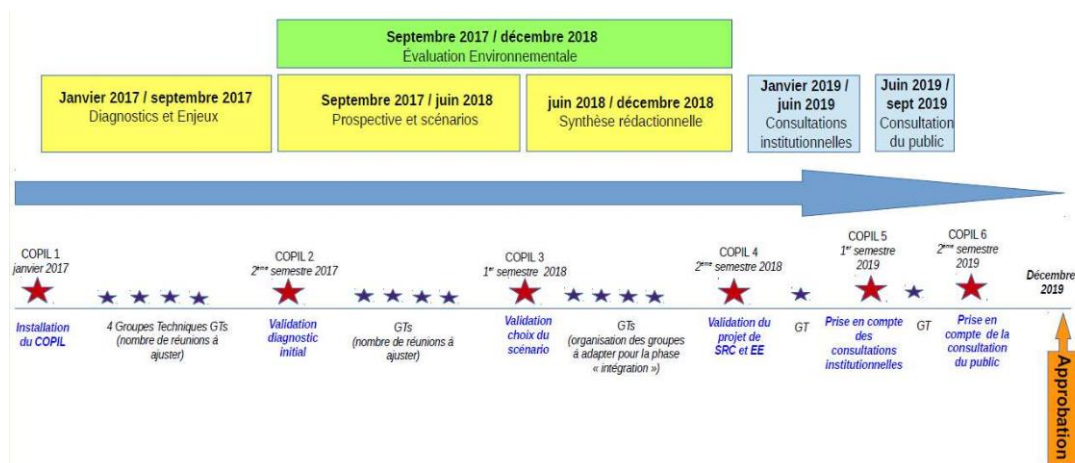 Septembre 2017 / décembre 2018
Évaluation Environnementale
Janvier 2017 / septembre 2017
Diagnostics et Enjeux
Septembre 2017 / juin 2018
Prospective et scénarios
juin 2018 / décembre 2018
Synthèse rédactionnelle
Janvier 2019 /
juin 2019
Consultations
institutionnelles
Juin 2019 /
sept 2019
Consultation
du public
COPIL 1
janvier 2017
COPIL 2
2ème semestre 2017
COPIL 3
1er semestre 2018
COPIL 4
2ème semestre 2018
COPIL 5
1er semestre
2019
COPIL 6
2ème semestre
2019
Décembre
2019
Installation
du COPIL
4 Groupes Techniques GTs
(nombre de réunions à
ajuster)
Validation
diagnostic
initial
GTs
(nombre de réunions à
ajuster)
Validation
choix du
scénario
GTs
(organisation des groupes
à adapter pour la phase
« intégration »)
Validation du
projet de
SRC et EE
GT
Prise en compte
des
consultations
institutionnelles
GT
Prise en
compte de la
consultation
du public
Approbation